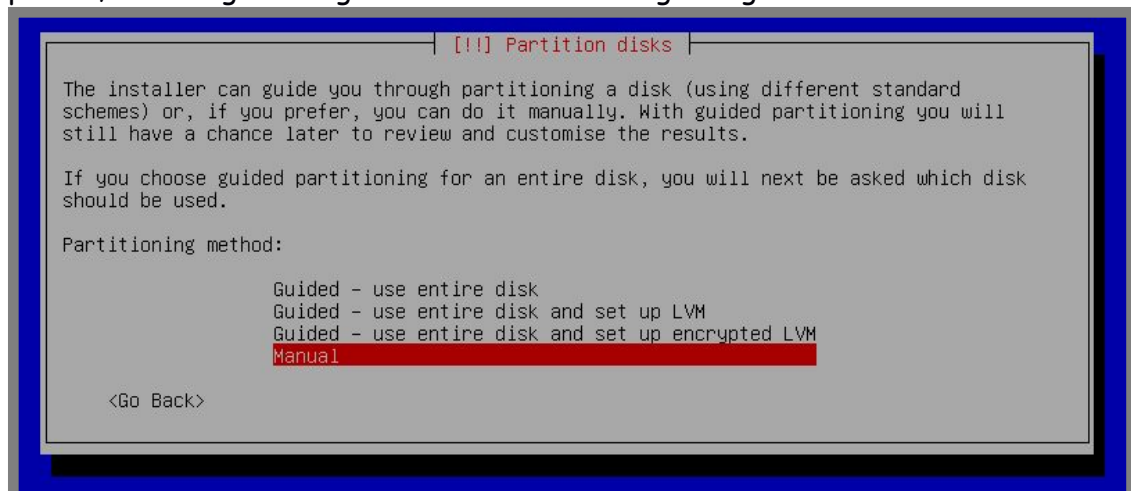 [!!] Partition disks
The installer can guide you through partitioning a disk (using different standard
schemes) or, if you prefer, you can do it manually. With guided partitioning you will
still have a chance later to review and customise the results.
If you choose guided partitioning for an entire disk, you will next be asked which disk
should be used.
Partitioning method:
Guided - use entire disk
Guided - use entire disk and set up LVM
Guided - use entire disk and set up encrypted LVM
Manual
<Go Back>